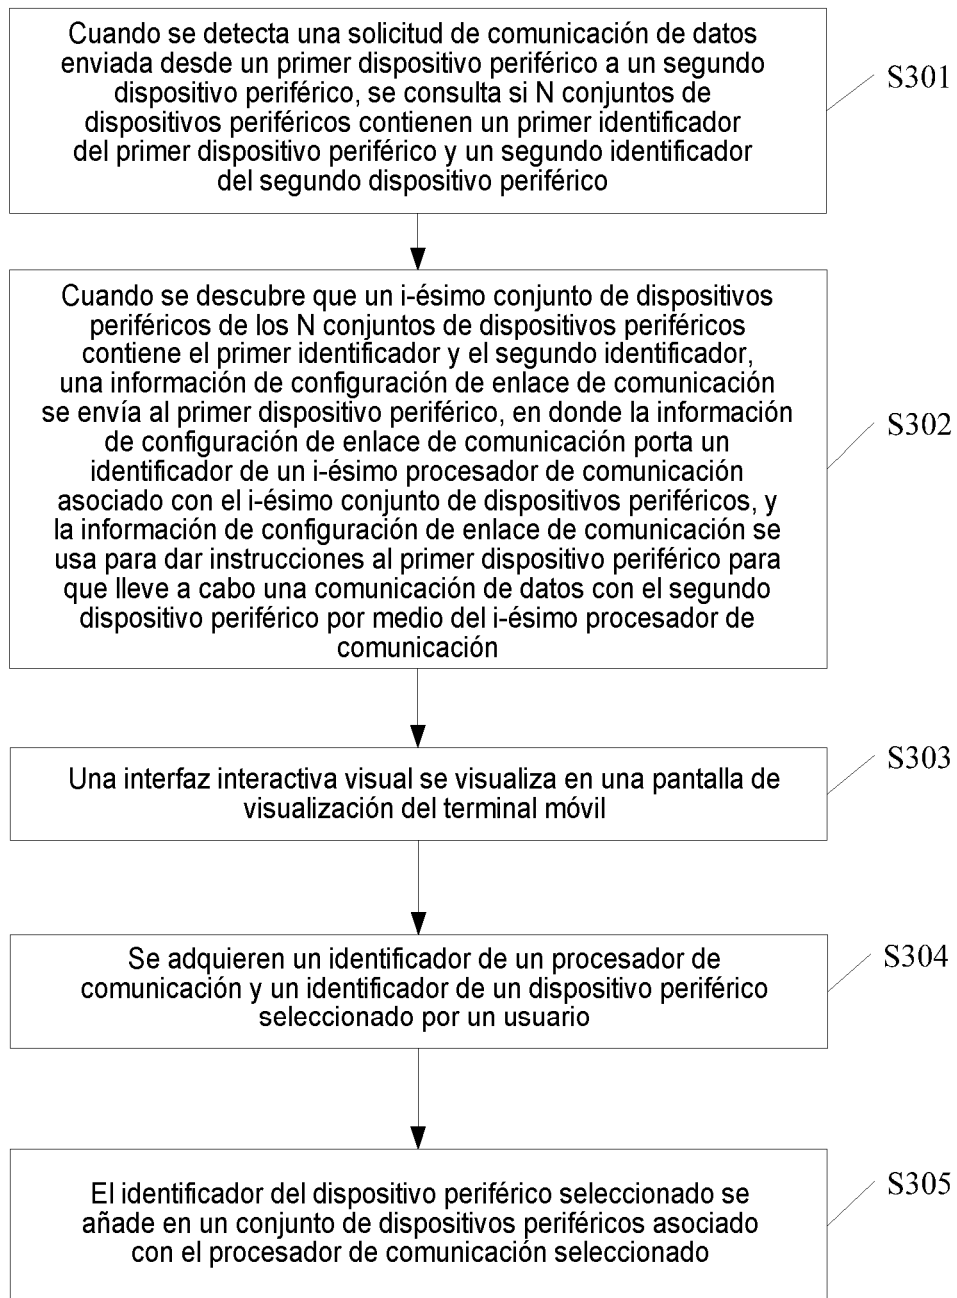 Cuando se detecta una solicitud de comunicación de datos
enviada desde un primer dispositivo periférico a un segundo
dispositivo periférico, se consulta si N conjuntos de
dispositivos periféricos contienen un primer identificador
del primer dispositivo periférico y un segundo identificador
del segundo dispositivo periférico
S301
Cuando se descubre que un i-ésimo conjunto de dispositivos
periféricos de los N conjuntos de dispositivos periféricos
contiene el primer identificador y el segundo identificador,
una información de configuración de enlace de comunicación
se envía al primer dispositivo periférico, en donde la información
de configuración de enlace de comunicación porta un
identificador de un i-ésimo procesador de comunicación
asociado con el i-ésimo conjunto de dispositivos periféricos, y
la información de configuración de enlace de comunicación se
usa para dar instrucciones al primer dispositivo periférico para
que lleve a cabo una comunicación de datos con el segundo
dispositivo periférico por medio del i-ésimo procesador de
comunicación
S302
Una interfaz interactiva visual se visualiza en una pantalla de
visualización del terminal móvil
S303
Se adquieren un identificador de un procesador de
comunicación y un identificador de un dispositivo periférico
seleccionado por un usuario
S304
El identificador del dispositivo periférico seleccionado se
añade en un conjunto de dispositivos periféricos asociado
con el procesador de comunicación seleccionado
S305